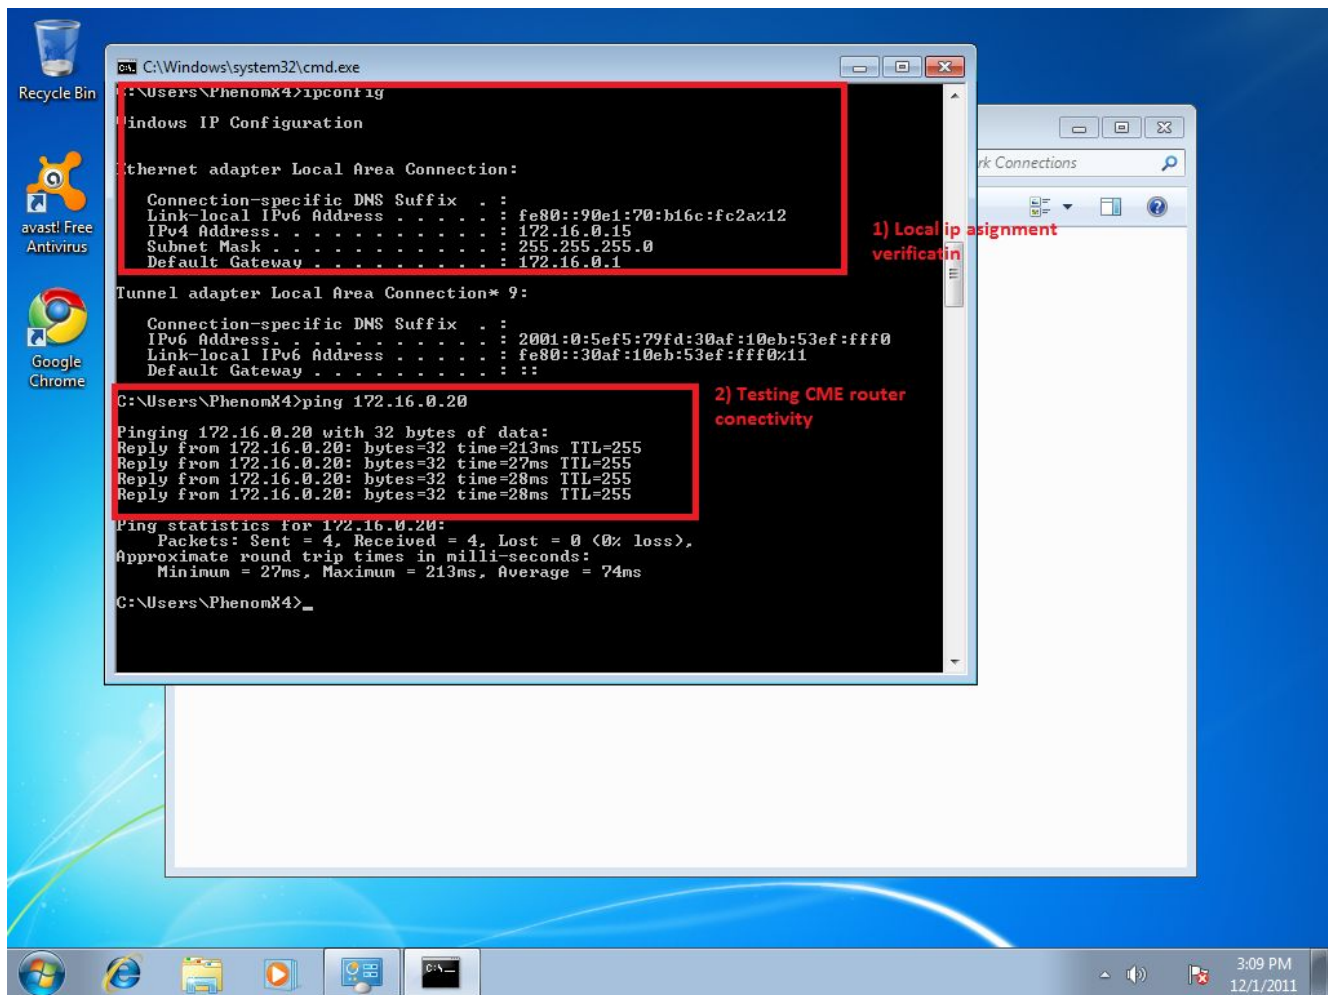 Recycle Bin
avast! Free
Antivirus
Google
Chrome
C:\Windows\system32\cmd.exe
C:\Users\PhenomX4>ipconfig
indows IP Configuration
thernet adapter Local Area Connection:
Connection-specific DNS Suffix . :
Link-local IPv6 Address . . . . . : fe80::90e1:70:b16c:fc2a%12
IPv4 Address. . . . . . . . . . . : 172.16.0.15
Subnet Mask . . . . . . . . . . . : 255.255.255.0
Default Gateway . . . . . . . . . : 172.16.0.1
Tunnel adapter Local Area Connection* 9:
Connection-specific DNS Suffix . :
IPv6 Address. . . . . . . . . . . : 2001:0:5ef5:79fd:30af:10eb:53ef:fff0
Link-local IPv6 Address . . . . . : fe80::30af:10eb:53ef:fff0%11
Default Gateway . . . . . . . . . : ::
C:\Users\PhenomX4>ping 172.16.0.20
Pinging 172.16.0.20 with 32 bytes of data:
Reply from 172.16.0.20: bytes=32 time=213ms TTL=255
Reply from 172.16.0.20: bytes=32 time=27ms TTL=255
Reply from 172.16.0.20: bytes=32 time=28ms TTL=255
Reply from 172.16.0.20: bytes=32 time=28ms TTL=255
Ping statistics for 172.16.0.20:
Packets: Sent = 4, Received = 4, Lost = 0 (0% loss),
Approximate round trip times in milli-seconds:
Minimum = 27ms, Maximum = 213ms, Average = 74ms
C:\Users\PhenomX4>_
1) Local ip asignment
verificatin
2) Testing CME router
conectivity
rk Connections
3:09 PM
12/1/2011